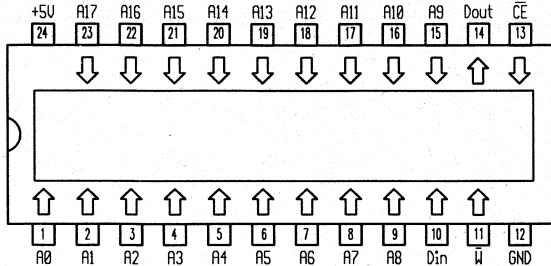 +5V A17 A16 A15 A14 A13 A12 A11 A10 A9 Dout C̅E̅
24 23 22 21 20 19 18 17 16 15 14 13
1 2 3 4 5 6 7 8 9 10 11 12
A0 A1 A2 A3 A4 A5 A6 A7 A8 Din W̅ GND